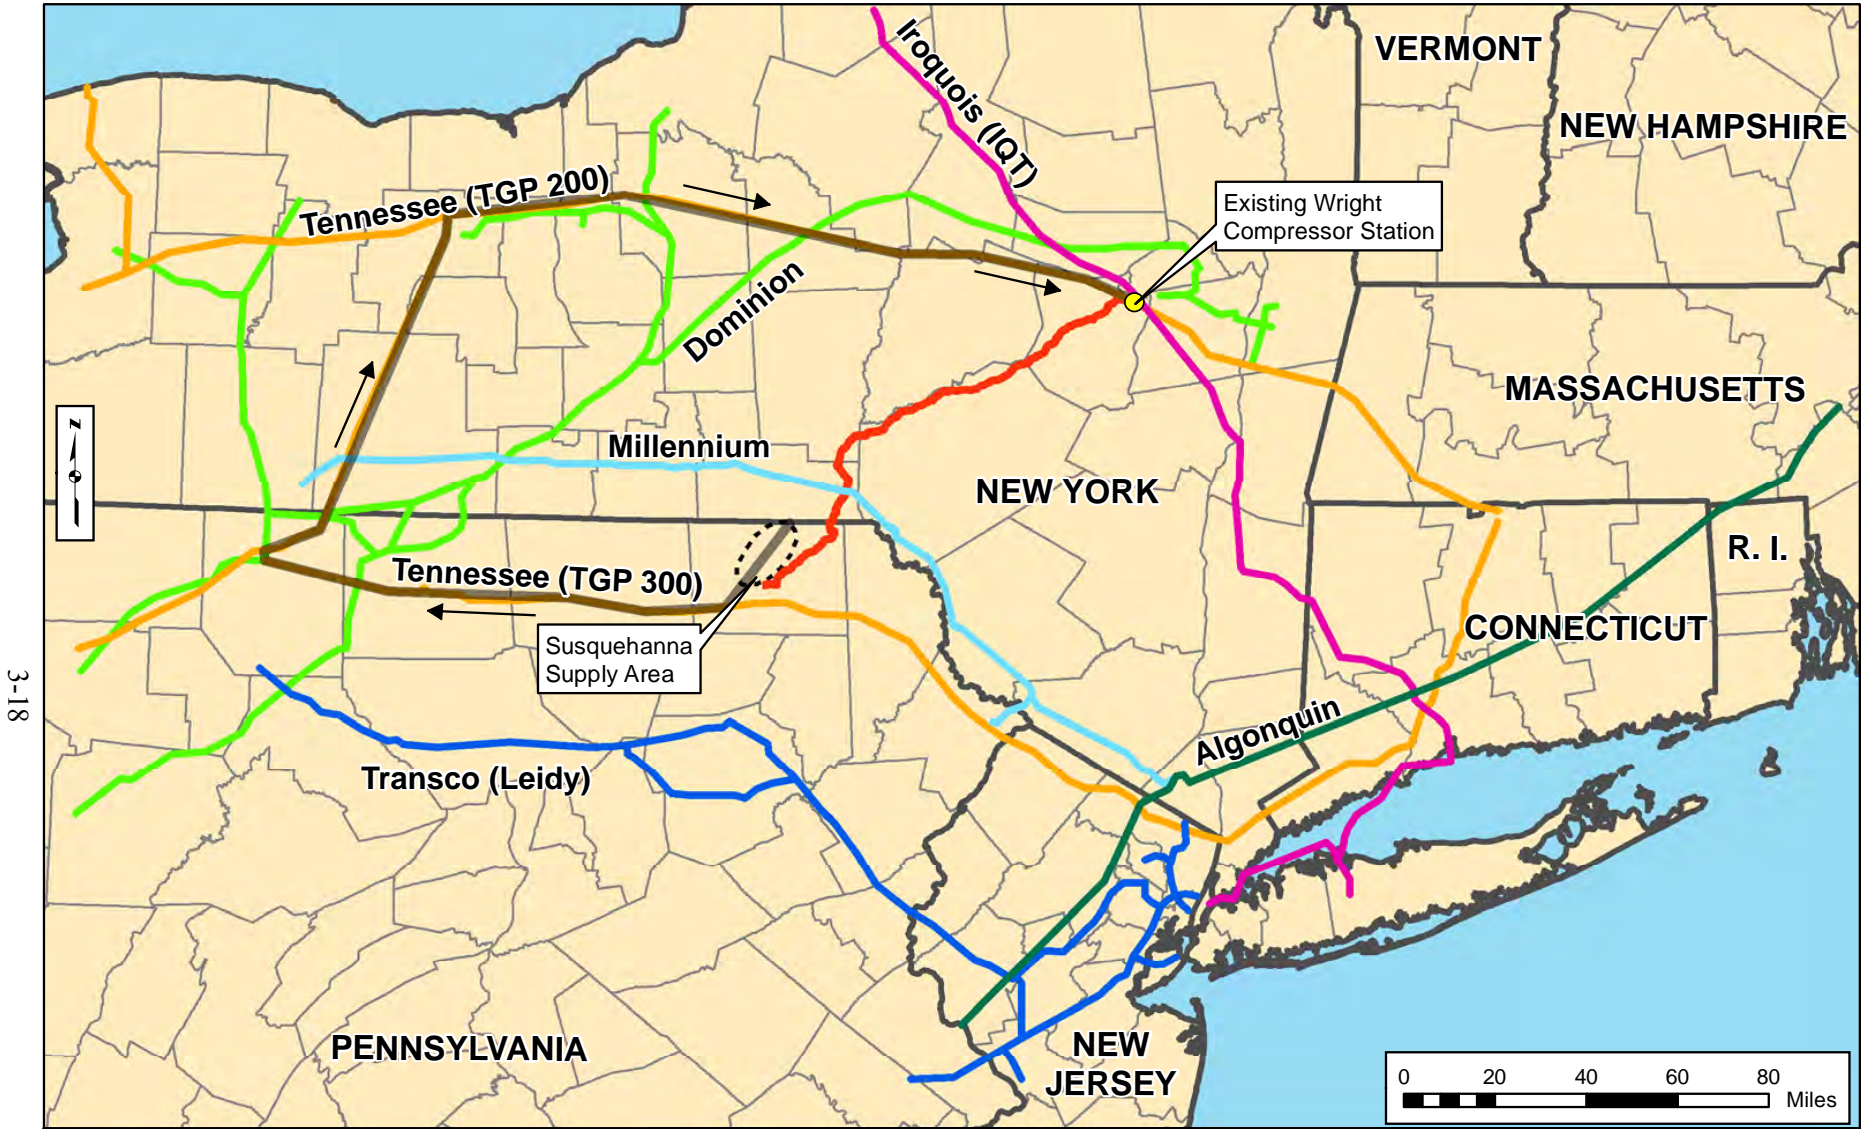 VERMONT
NEW HAMPSHIRE
Iroquois (IQT)
Tennessee (TGP 200)
Existing Wright
Compressor Station
Dominion
MASSACHUSETTS
Millennium
NEW YORK
Z
R. I.
Tennessee (TGP 300)
CONNECTICUT
Susquehanna
Supply Area
3-18
Algonquin
Transco (Leidy)
PENNSYLVANIA
NEW
JERSEY
0 20 40 60 80
Miles